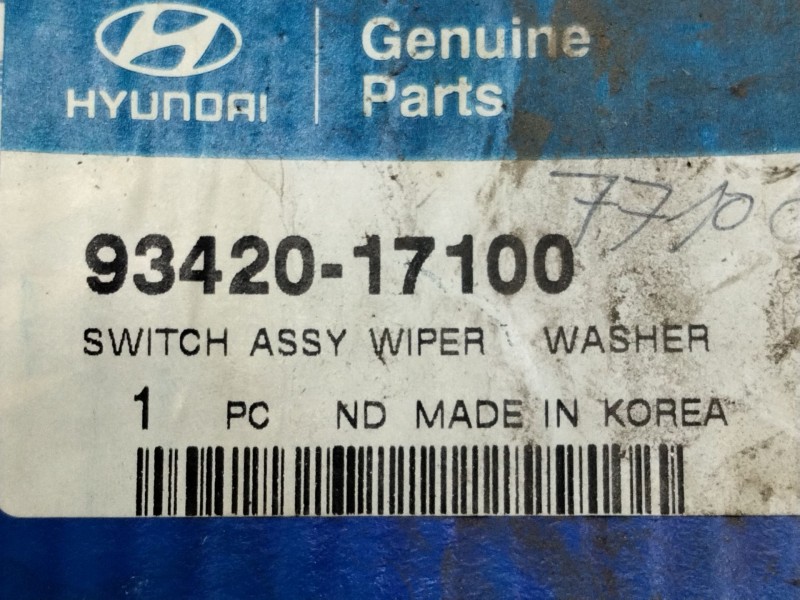 HYUNDAI
Genuine
Parts
93420-17100
SWITCH ASSY WIPER WASHER
1 PC ND MADE IN KOREA